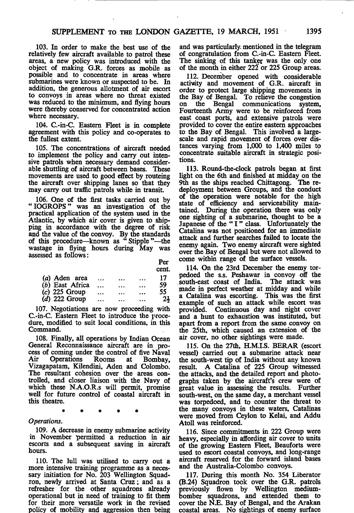 SUPPLEMENT TO THE LONDON GAZETTE, 19 MARCH, 1951 1395
103. In order to make the best use of the
relatively few aircraft available to patrol these
areas, a new policy was introduced with the
object of making G.R. forces as mobile as
possible and to concentrate in areas where
submarines were known or suspected to be. In
addition, the generous allotment of air escort
to convoys in areas where no threat existed
was reduced to the minimum, and flying hours
were thereby conserved for concentrated action
where necessary.
104. C.-in-C. Eastern Fleet is in complete
agreement with this policy and co-operates to
the fullest extent.
105. The concentrations of aircraft needed
to implement the policy and carry out inten-
sive patrols when necessary demand consider-
able shuttling of aircraft between bases. These
movements are used to good effect by routeing
the aircraft over shipping lanes so that they
may carry out traffic patrols while in transit.
106. One of the first tasks carried out by
"IOGROPS" was an investigation of the
practical application of the system used in the
Atlantic, by which air cover is given to ship-
ping in accordance with the degree of risk
and the value of the convoy. By the standards
of this procedure—known as "Stipple"—the
wastage in flying hours during May was
assessed as follows:
Per
cent.
(a) Aden area ... ... ... 17
(b) East Africa ... ... ... 59
(c) 225 Group ... ... ... 55
(d) 222 Group ... ... ... 2½
107. Negotiations are now proceeding with
C.-in-C. Eastern Fleet to introduce the proce-
dure, modified to suit local conditions, in this
Command.
108. Finally, all operations by Indian Ocean
General Reconnaissance aircraft are in pro-
cess of coming under the control of five Naval
Air Operations Rooms at Bombay,
Vizagapatam, Kilendini, Aden and Colombo.
The resultant cohesion over the areas con-
trolled, and closer liaison with the Navy of
which these N.A.O.R.s will permit, promise
well for future control of coastal aircraft in
this theatre.
* * * * *
Operations.
109. A decrease in enemy submarine activity
in November permitted a reduction in air
escorts and a subsequent saving in aircraft
hours.
110. The lull was utilised to carry out a
more intensive training programme as a neces-
sary initiation for No. 203 Wellington Squad-
ron, newly arrived at Santa Cruz; and as a
refresher for the other squadrons already
operational but in need of training to fit them
for their more versatile work in the revised
policy of mobility and aggression then being
and was particularly mentioned in the telegram
of congratulation from C-in-C. Eastern Fleet.
The sinking of this tanker was the only one
of the month in either 222 or 225 Group areas.
112. December opened with considerable
activity and movement of G.R. aircraft in
order to protect large shipping movements in
the Bay of Bengal. To relieve the congestion
on the Bengal communications system,
Fourteenth Army were to be reinforced from
east coast ports, and extensive patrols were
provided to cover the entire eastern approaches
to the Bay of Bengal. This involved a large-
scale and rapid movement of forces over dis-
tances varying from 1,000 to 1,400 miles to
concentrate suitable aircraft in strategic posi-
tions.
113. Round-the-clock patrols began at first
light on the 6th and finished at midday on the
9th as the ships reached Chittagong. The re-
deployment between Groups, and the conduct
of the operation were notable for the high
state of efficiency and serviceability main-
tained. During the operation there was only
one sighting of a submarine, thought to be a
Japanese of the "I" class. Unfortunately the
Catalina was not positioned for an immediate
attack and further searches failed to locate the
enemy again. Two enemy aircraft were sighted
over the Bay of Bengal but were not allowed to
come within range of the surface vessels.
114. On the 23rd December the enemy tor-
pedoed the s.s. Peshawar in convoy off the
south-east coast of India. The attack was
made in perfect weather at midday and while
a Catalina was escorting. This was the first
example of such an attack while escort was
provided. Continuous day and night cover
and a hunt to exhaustion was instituted, but
apart from a report from the same convoy on
the 25th, which caused an extension of the
air cover, no other sightings were made.
115. On the 27th, H.M.I.S. BERAR (escort
vessel) carried out a submarine attack near
the south-west tip of India without any known
result. A Catalina of 225 Group witnessed
the attacks, and the detailed report and photo-
graphs taken by the aircraft's crew were of
great value in assessing the results. Further
south-west, on the same day, a merchant vessel
was torpedoed, and to counter the threat to
the many convoys in these waters, Catalinas
were moved from Ceylon to Kelai, and Addu
Atoll was reinforced.
116. Since commitments in 222 Group were
heavy, especially in affording air cover to units
of the growing Eastern Fleet, Beauforts were
used to escort coastal convoys, and long-range
aircraft reserved for the forward island bases
and the Australia-Colombo convoys.
117. During this month No. 354 Liberator
(B.24) Squadron took over the G.R. patrols
previously flown by Wellington medium-
bomber squadrons, and extended them to
cover the N.E. Bay of Bengal, and the Arakan
coastal areas. No sightings of enemy surface